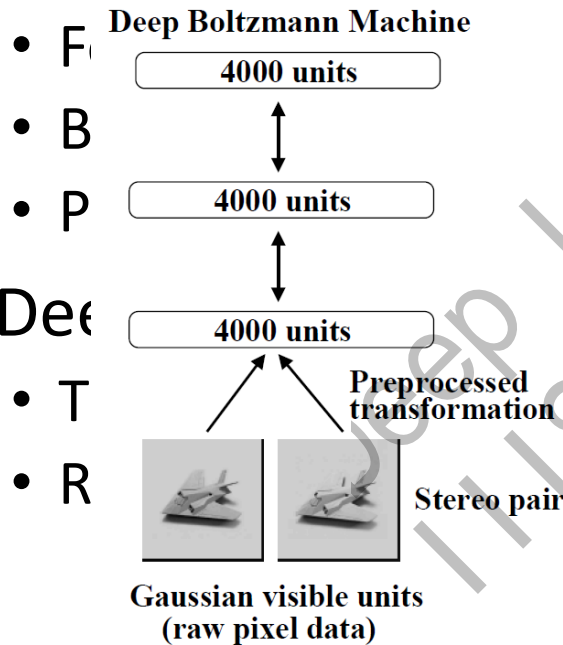 Deep Boltzmann Machine
4000 units
4000 units
4000 units
Preprocessed
transformation
Stereo pair
Gaussian visible units
(raw pixel data)